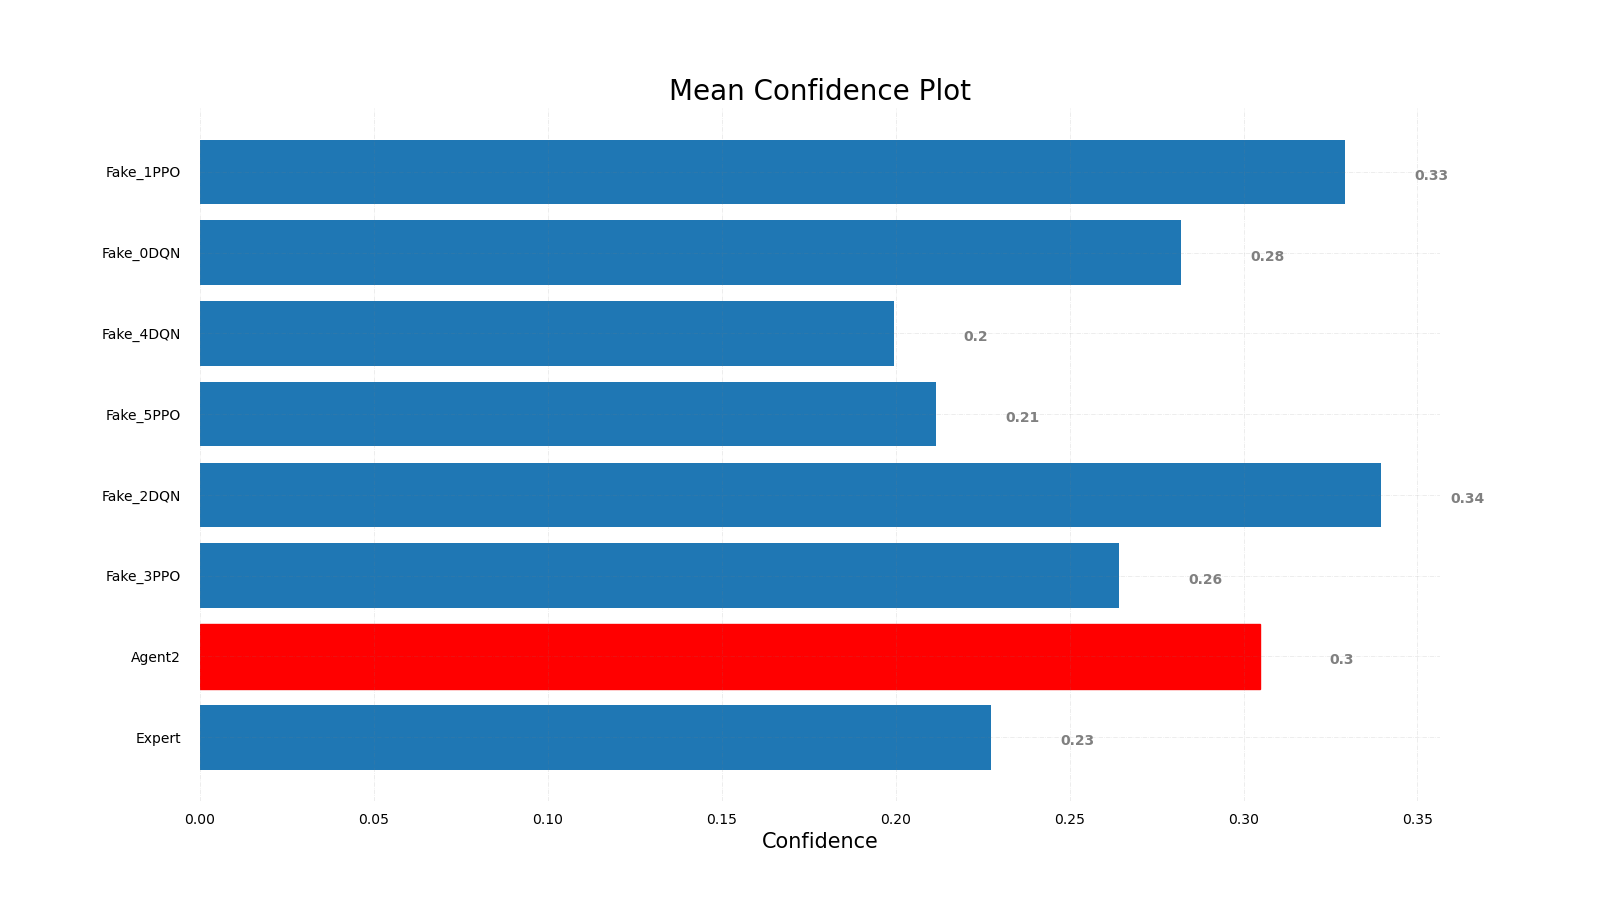 Mean Confidence Plot
Fake_1PPO 0.33
Fake_0DQN 0.28
Fake_4DQN 0.2
Fake_5PPO 0.21
Fake_2DQN 0.34
Fake_3PPO 0.26
Agent2 0.3
Expert 0.23
0.00 0.05 0.10 0.15 0.20 0.25 0.30 0.35
Confidence